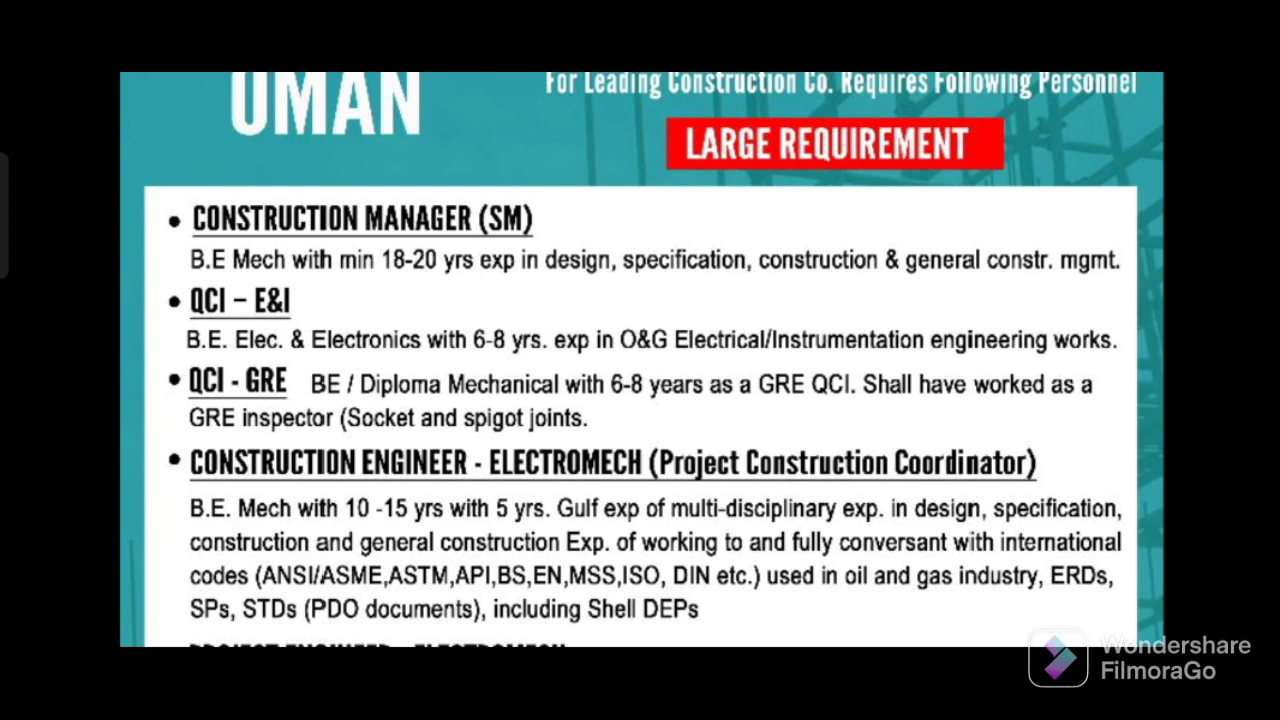 OMAN
For Leading Construction Co. Requires Following Personnel
LARGE REQUIREMENT
• CONSTRUCTION MANAGER (SM)
B.E Mech with min 18-20 yrs exp in design, specification, construction & general constr. mgmt.
• QCI – E&I
B.E. Elec. & Electronics with 6-8 yrs. exp in O&G Electrical/Instrumentation engineering works.
• QCI - GRE BE / Diploma Mechanical with 6-8 years as a GRE QCI. Shall have worked as a
GRE inspector (Socket and spigot joints.
• CONSTRUCTION ENGINEER - ELECTROMECH (Project Construction Coordinator)
B.E. Mech with 10 -15 yrs with 5 yrs. Gulf exp of multi-disciplinary exp. in design, specification,
construction and general construction Exp. of working to and fully conversant with international
codes (ANSI/ASME,ASTM,API,BS,EN,MSS,ISO, DIN etc.) used in oil and gas industry, ERDs,
SPs, STDs (PDO documents), including Shell DEPs
PROJECT ENGINEER - ELECTROMECH
Wondershare
FilmoraGo